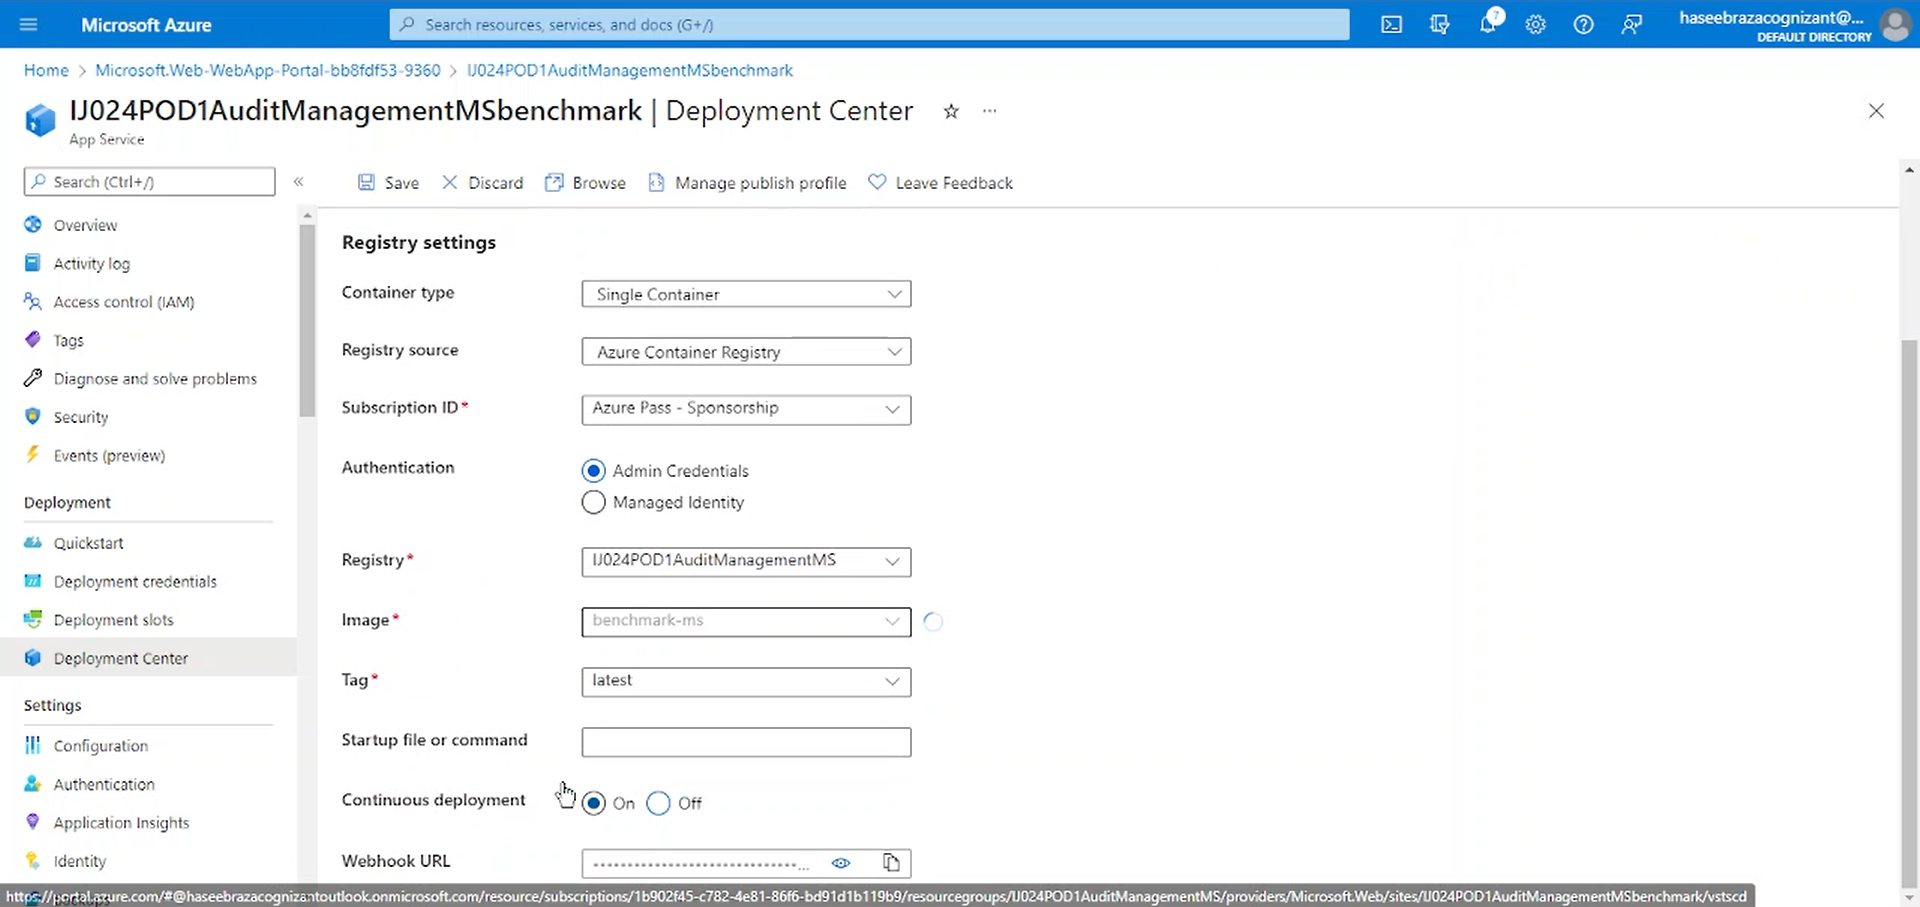 Microsoft Azure
Search resources, services, and docs (G+/)
7
haseebrazacognizant@...
DEFAULT DIRECTORY
Home > Microsoft.Web-WebApp-Portal-bb8fdf53-9360 > IJ024POD1AuditManagementMSbenchmark
IJ024POD1AuditManagementMSbenchmark | Deployment Center
App Service
Search (Ctrl+/)
Save
Discard
Browse
Manage publish profile
Leave Feedback
Overview
Activity log
Access control (IAM)
Tags
Diagnose and solve problems
Security
Events (preview)
Deployment
Quickstart
Deployment credentials
Deployment slots
Deployment Center
Settings
Configuration
Authentication
Application Insights
Identity
Registry settings
Container type
Single Container
Registry source
Azure Container Registry
Subscription ID*
Azure Pass - Sponsorship
Authentication
Admin Credentials
Managed Identity
Registry*
IJ024POD1AuditManagementMS
Image*
benchmark-ms
Tag*
latest
Startup file or command
Continuous deployment
On
Off
Webhook URL
https://portal.azure.com/#@haseebrazacognizantoutlook.onmicrosoft.com/resource/subscriptions/1b902f45-c782-4e81-86f6-bd91d1b119b9/resourcegroups/IJ024POD1AuditManagementMS/providers/Microsoft.Web/sites/IJ024POD1AuditManagementMSbenchmark/vstscd